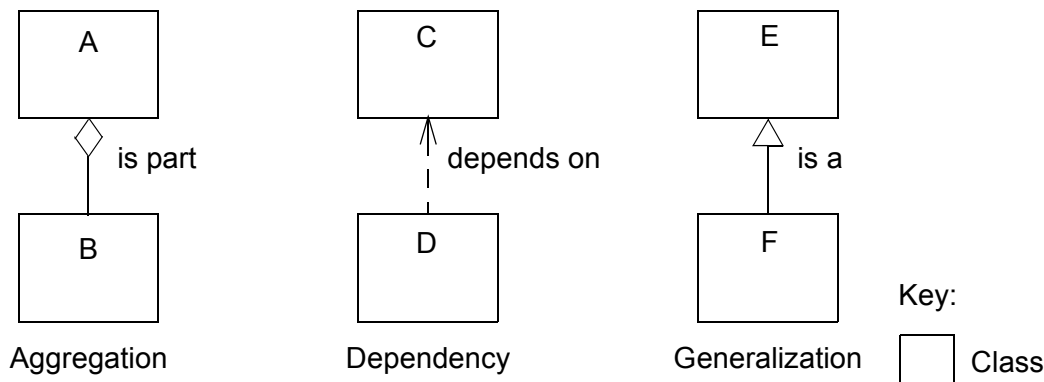 A
C
E
is part
depends on
is a
B
D
F
Key:
Aggregation
Dependency
Generalization
Class